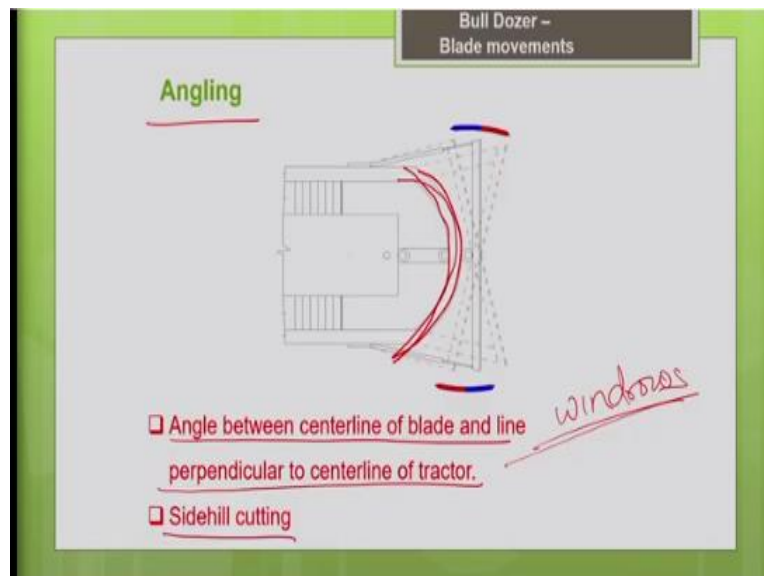 Bull Dozer –
Blade movements
Angling
❑ Angle between centerline of blade and line
perpendicular to centerline of tractor.
❑ Sidehill cutting
windrows